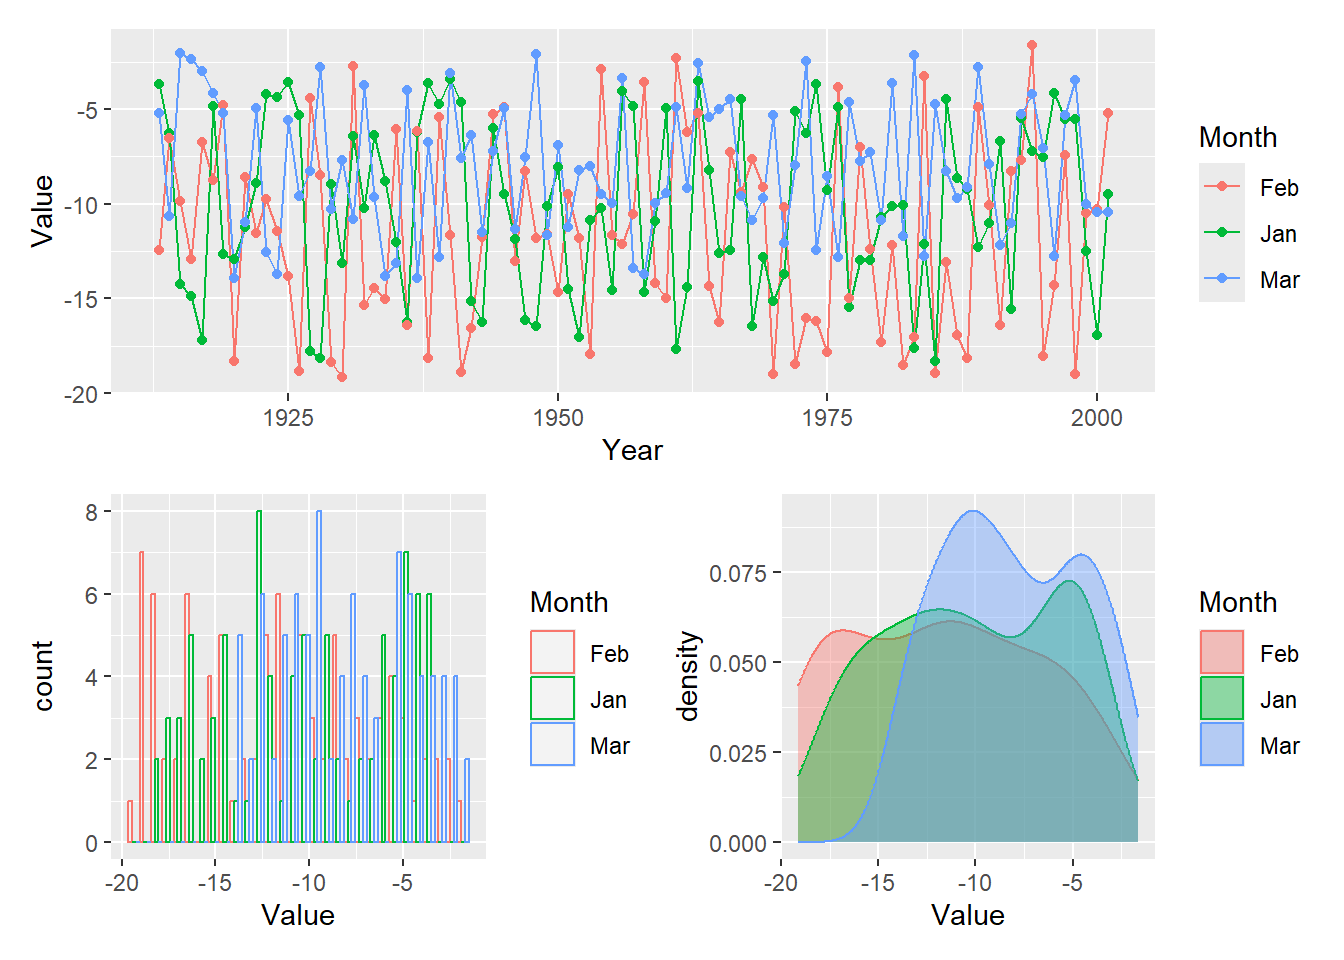 Value
-5
-10
-15
-20
1925 1950 1975 2000
Year
Month
Feb
Jan
Mar
count
8
6
4
2
0
-20 -15 -10 -5
Value
Month
Feb
Jan
Mar
density
0.075
0.050
0.025
0.000
-20 -15 -10 -5
Value
Month
Feb
Jan
Mar